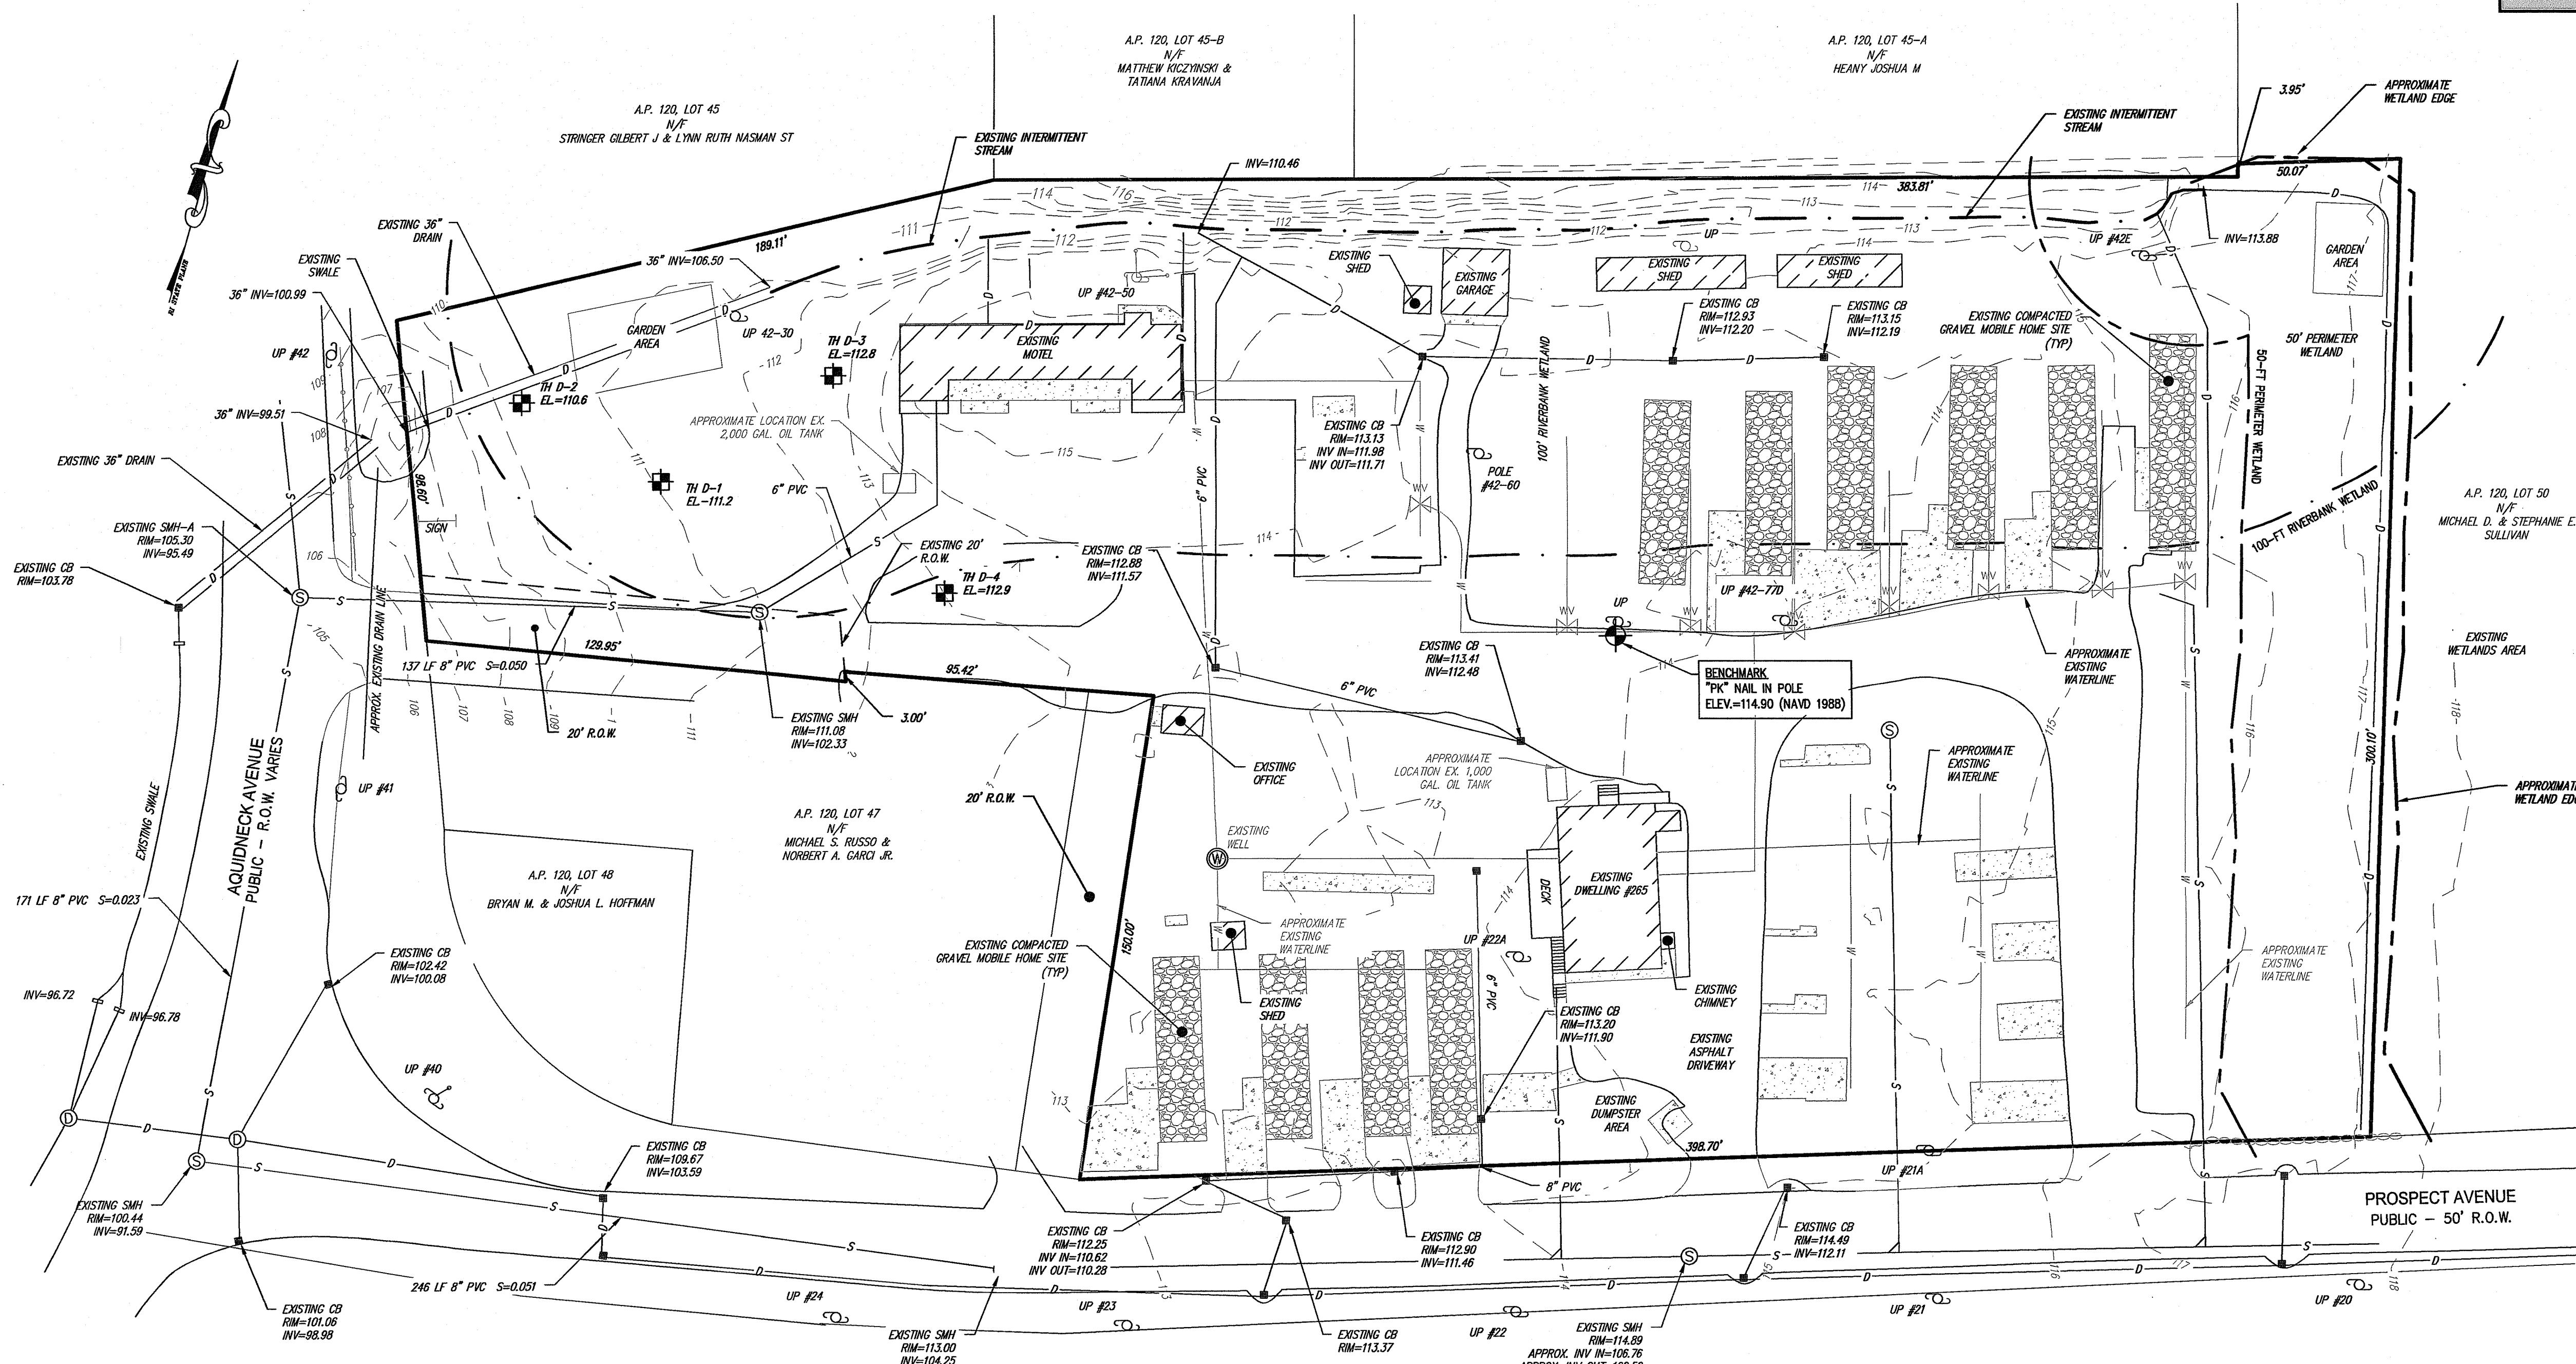 A.P. 120, LOT 45-B
N/F
MATTHEW KICZYINSKI &
TATIANA KRAVANJA
A.P. 120, LOT 45-A
N/F
HEANY JOSHUA M
A.P. 120, LOT 45
N/F
STRINGER GILBERT J & LYNN RUTH NASMAN ST
EXISTING INTERMITTENT
STREAM
INV=110.46
EXISTING INTERMITTENT
STREAM
3.95'
APPROXIMATE
WETLAND EDGE
50.07'
383.81'
189.11'
RI STATE PLANE
EXISTING 36"
DRAIN
EXISTING
SWALE
36" INV=100.99
36" INV=106.50
UP #42
GARDEN
AREA
UP 42-30
TH D-3
EL=112.8
TH D-2
EL=110.6
36" INV=99.51
EXISTING 36" DRAIN
98.60'
SIGN
TH D-1
EL-111.2
6" PVC
APPROXIMATE LOCATION EX.
2,000 GAL. OIL TANK
EXISTING
MOTEL
UP #42-50
EXISTING
SHED
EXISTING
GARAGE
EXISTING
SHED
EXISTING
SHED
UP
UP #42E
INV=113.88
GARDEN
AREA
EXISTING CB
RIM=112.93
INV=112.20
EXISTING CB
RIM=113.15
INV=112.19
EXISTING COMPACTED
GRAVEL MOBILE HOME SITE
(TYP)
50' PERIMETER
WETLAND
50-FT PERIMETER WETLAND
100-FT RIVERBANK WETLAND
100' RIVERBANK WETLAND
EXISTING CB
RIM=113.13
INV IN=111.98
INV OUT=111.71
POLE
#42-60
6" PVC
A.P. 120, LOT 50
N/F
MICHAEL D. & STEPHANIE E.
SULLIVAN
EXISTING SMH-A
RIM=105.30
INV=95.49
EXISTING CB
RIM=103.78
EXISTING 20'
R.O.W.
TH D-4
EL=112.9
EXISTING CB
RIM=112.88
INV=111.57
UP #42-77D
UP
APPROX. EXISTING DRAIN LINE
137 LF 8" PVC S=0.050
129.95'
95.42'
3.00'
20' R.O.W.
EXISTING SMH
RIM=111.08
INV=102.33
EXISTING CB
RIM=113.41
INV=112.48
6" PVC
BENCHMARK
"PK" NAIL IN POLE
ELEV.=114.90 (NAVD 1988)
APPROXIMATE
EXISTING
WATERLINE
EXISTING
WETLANDS AREA
EXISTING
OFFICE
APPROXIMATE
LOCATION EX. 1,000
GAL. OIL TANK
APPROXIMATE
EXISTING
WATERLINE
300.10'
APPROXIMATE
WETLAND EDG
AQUIDNECK AVENUE
PUBLIC - R.O.W. VARIES
EXISTING SWALE
UP #41
20' R.O.W.
A.P. 120, LOT 47
N/F
MICHAEL S. RUSSO &
NORBERT A. GARCI JR.
EXISTING
WELL
DECK
EXISTING
DWELLING #265
A.P. 120, LOT 48
N/F
BRYAN M. & JOSHUA L. HOFFMAN
171 LF 8" PVC S=0.023
EXISTING CB
RIM=102.42
INV=100.08
150.00'
EXISTING COMPACTED
GRAVEL MOBILE HOME SITE
(TYP)
APPROXIMATE
EXISTING
WATERLINE
UP #22A
6" PVC
EXISTING
SHED
EXISTING
CHIMNEY
APPROXIMATE
EXISTING
WATERLINE
INV=96.72
INV=96.78
EXISTING CB
RIM=113.20
INV=111.90
EXISTING
ASPHALT
DRIVEWAY
EXISTING
DUMPSTER
AREA
UP #40
398.70'
UP #21A
8" PVC
EXISTING CB
RIM=109.67
INV=103.59
EXISTING SMH
RIM=100.44
INV=91.59
EXISTING CB
RIM=112.25
INV IN=110.62
INV OUT=110.28
EXISTING CB
RIM=112.90
INV=111.46
EXISTING CB
RIM=114.49
INV=112.11
PROSPECT AVENUE
PUBLIC - 50' R.O.W.
246 LF 8" PVC S=0.051
EXISTING CB
RIM=101.06
INV=98.98
UP #24
UP #23
UP #22
UP #21
UP #20
EXISTING SMH
RIM=113.00
INV=104.25
EXISTING CB
RIM=113.37
EXISTING SMH
RIM=114.89
APPROX. INV IN=106.76